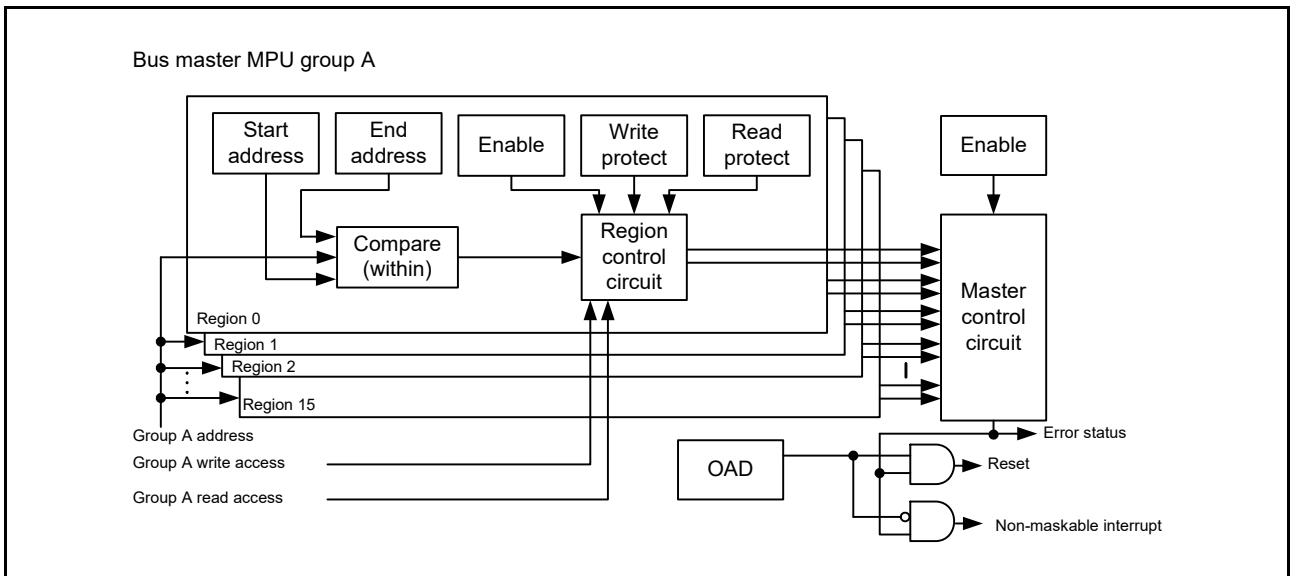 Bus master MPU group A
Start
address
End
address
Enable
Write
protect
Read
protect
Enable
Compare
(within)
Region
control
circuit
Master
control
circuit
Region 0
Region 1
Region 2
Region 15
Group A address
Group A write access
Group A read access
OAD
Error status
Reset
Non-maskable interrupt